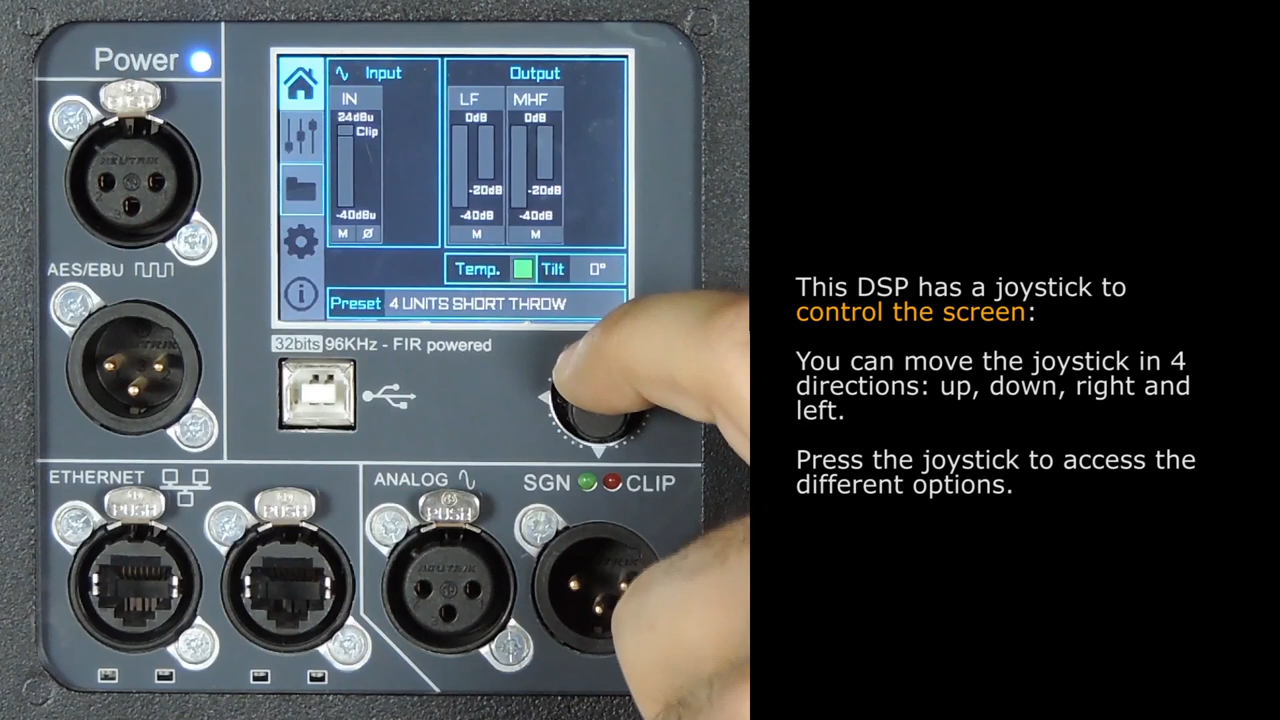 Power
PUSH
NEUTRIK
AES/EBU
Input
Output
IN
LF
MHF
24dBu
0dB
0dB
Clip
-20dB
-20dB
-40dBu
-40dB
-40dB
M Ø
M
M
Temp.
Tilt
0°
Preset
4 UNITS SHORT THROW
32bits 96KHz - FIR powered
ETHERNET
ANALOG
SGN
CLIP
PUSH
PUSH
PUSH
NEUTRIK
This DSP has a joystick to
control the screen:
You can move the joystick in 4
directions: up, down, right and
left.
Press the joystick to access the
different options.